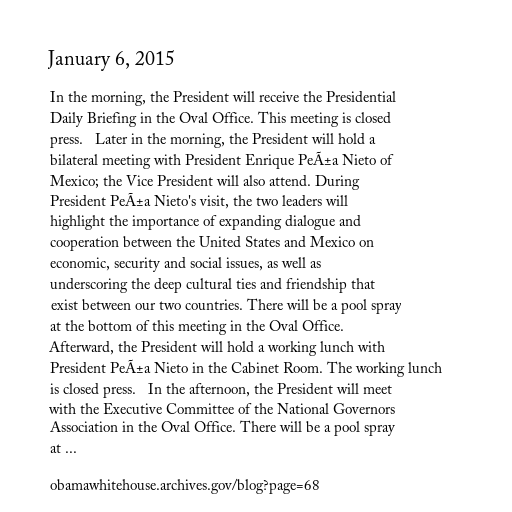 January 6, 2015
In the morning, the President will receive the Presidential
Daily Briefing in the Oval Office. This meeting is closed
press.   Later in the morning, the President will hold a
bilateral meeting with President Enrique PeÃ±a Nieto of
Mexico; the Vice President will also attend. During
President PeÃ±a Nieto's visit, the two leaders will
highlight the importance of expanding dialogue and
cooperation between the United States and Mexico on
economic, security and social issues, as well as
underscoring the deep cultural ties and friendship that
exist between our two countries. There will be a pool spray
at the bottom of this meeting in the Oval Office.
Afterward, the President will hold a working lunch with
President PeÃ±a Nieto in the Cabinet Room. The working lunch
is closed press.   In the afternoon, the President will meet
with the Executive Committee of the National Governors
Association in the Oval Office. There will be a pool spray
at ...
obamawhitehouse.archives.gov/blog?page=68